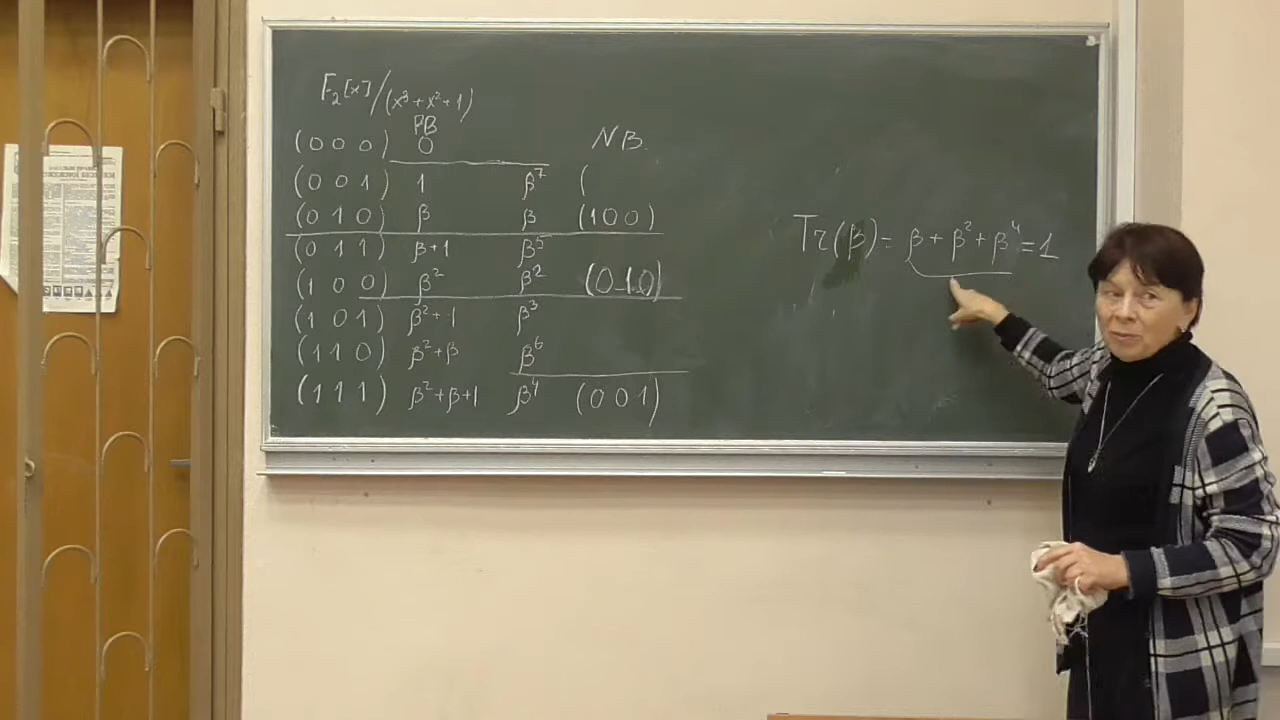 F₂[x]/(x³+x²+1)
PB
NB.
(0 0 0) 0
(0 0 1) 1 β⁷ (
(0 1 0) β β (1 0 0)
(0 1 1) β+1 β⁵
(1 0 0) β² β² (0 1 0)
(1 0 1) β²+1 β³
(1 1 0) β²+β β⁶
(1 1 1) β²+β+1 β⁴ (0 0 1)
Tr(β)= β+β²+β⁴=1